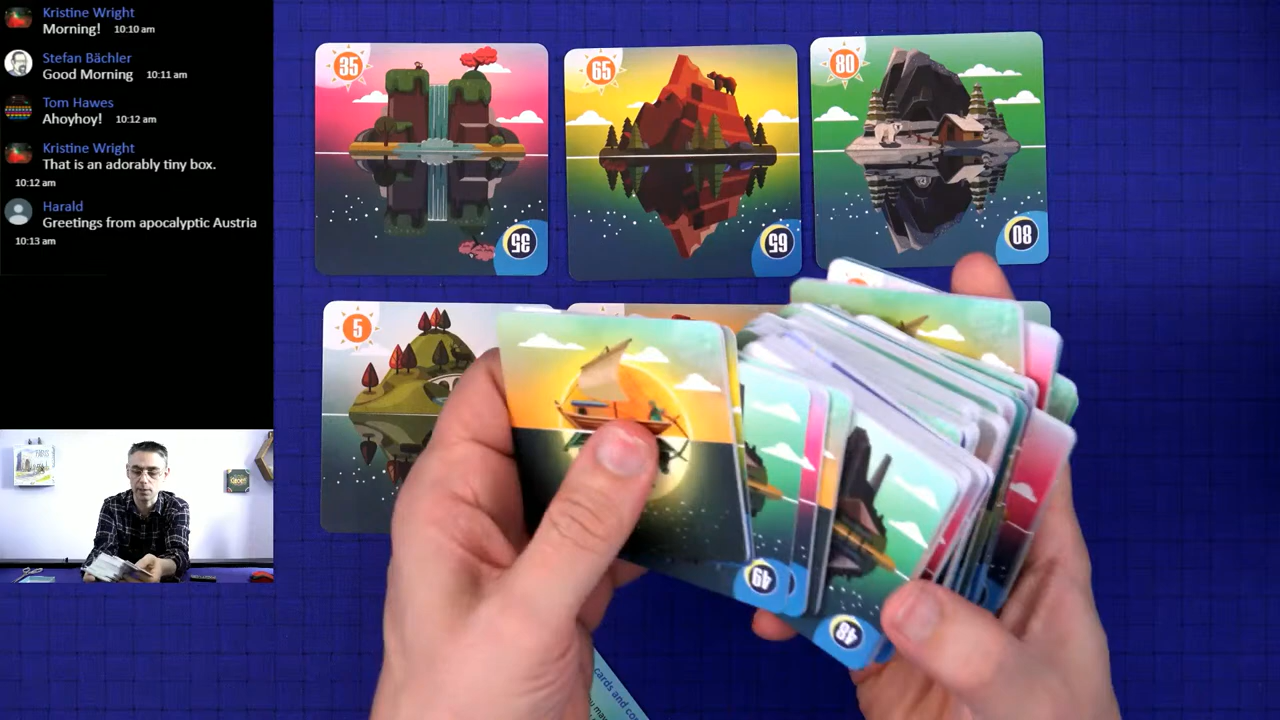 Kristine Wright
Morning! 10:10 am
Stefan Bächler
Good Morning 10:11 am
Tom Hawes
Ahoyhoy! 10:12 am
Kristine Wright
That is an adorably tiny box.
10:12 am
Harald
Greetings from apocalyptic Austria
10:13 am
35
65
80
35
65
80
5
49
48
cards and